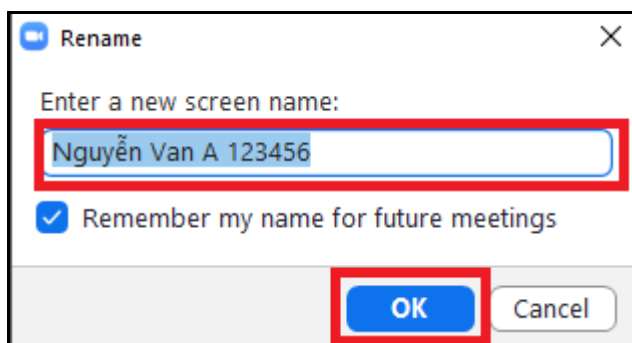 Rename
Enter a new screen name:
Nguyễn Van A 123456
Remember my name for future meetings
OK Cancel